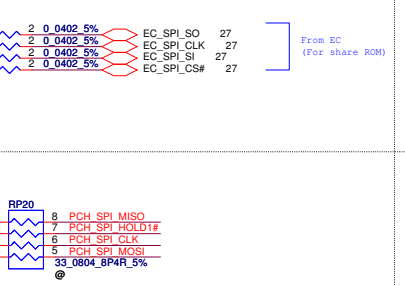 2 0_0402_5% EC_SPI_SO 27
2 0_0402_5% EC_SPI_CLK 27
2 0_0402_5% EC_SPI_SI 27
2 0_0402_5% EC_SPI_CS# 27
From EC
(For share ROM)
RP20
8 PCH_SPI_MISO
7 PCH_SPI_HOLD1#
6 PCH_SPI_CLK
5 PCH_SPI_MOSI
33_0804_8P4R_5%
@